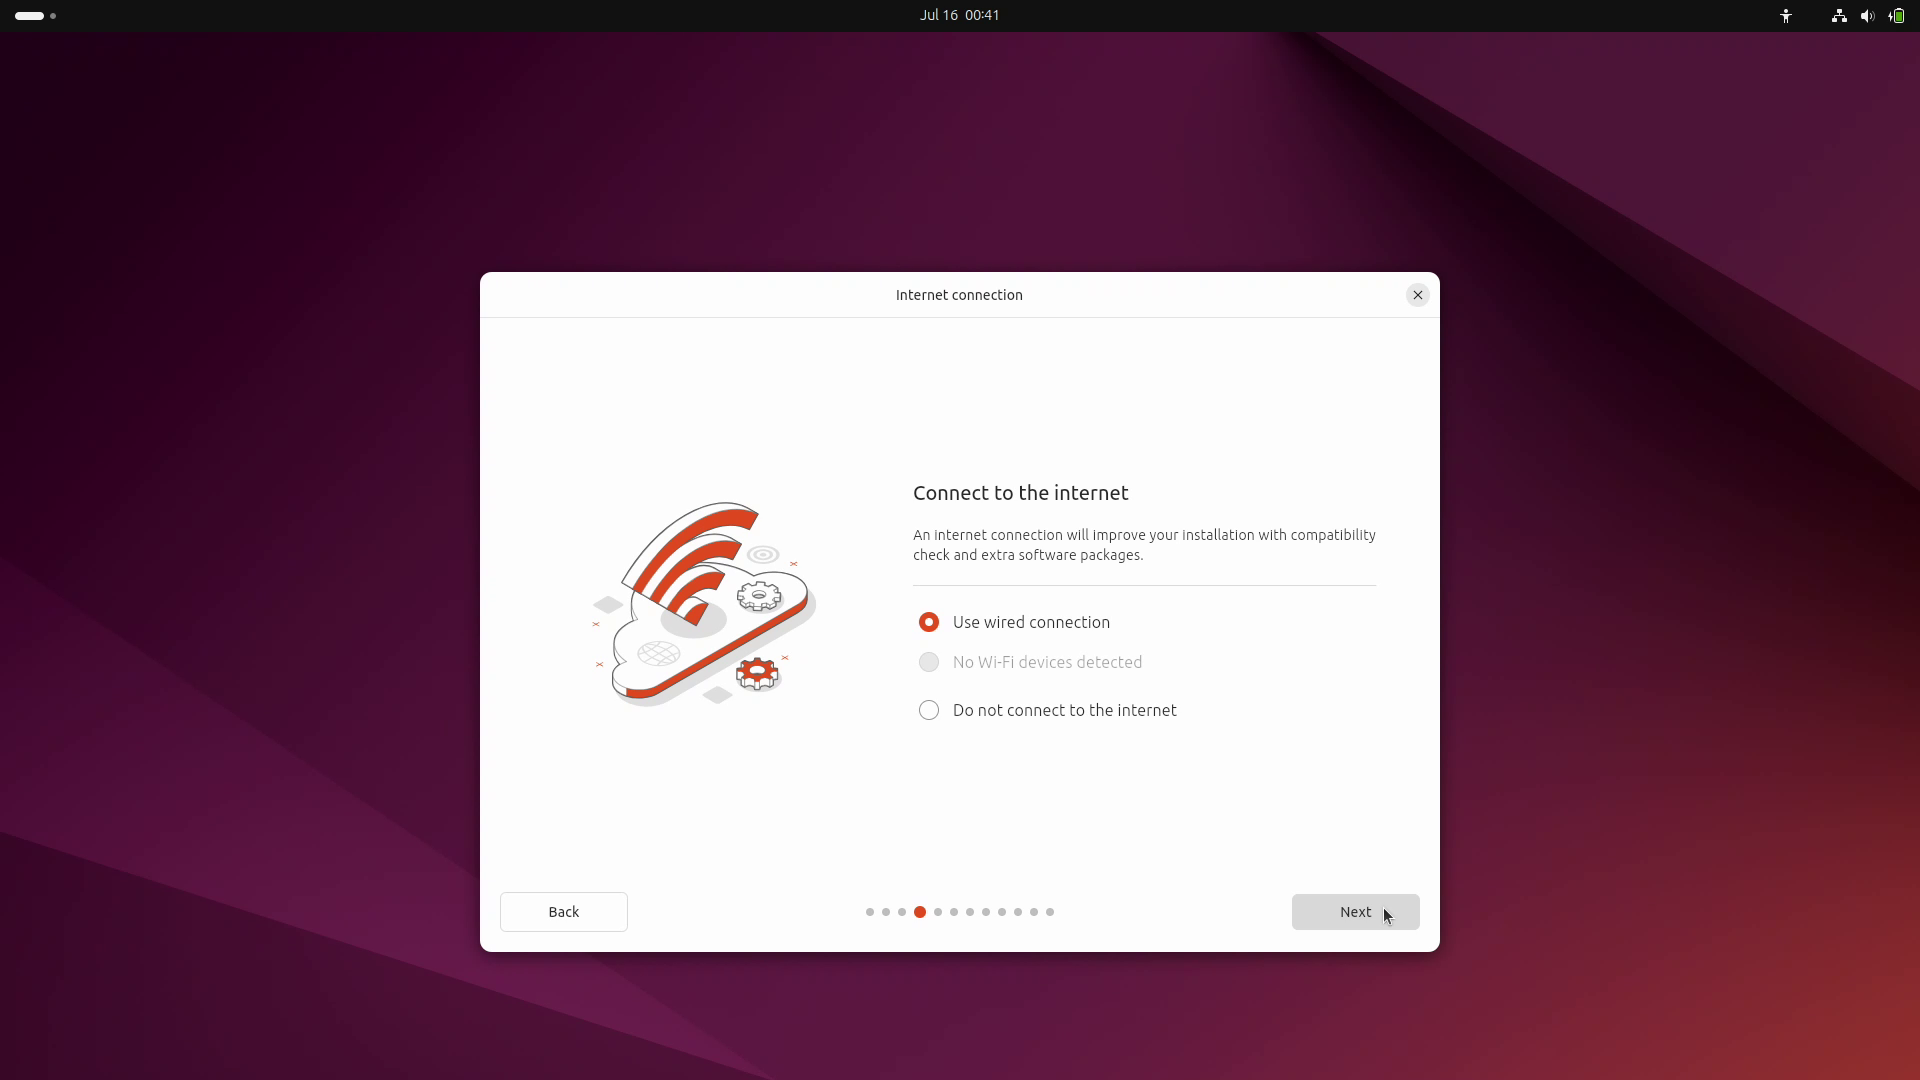 Jul 16 00:41
Internet connection
Connect to the internet
An internet connection will improve your installation with compatibility
check and extra software packages.
Use wired connection
No Wi-Fi devices detected
Do not connect to the internet
Back
Next